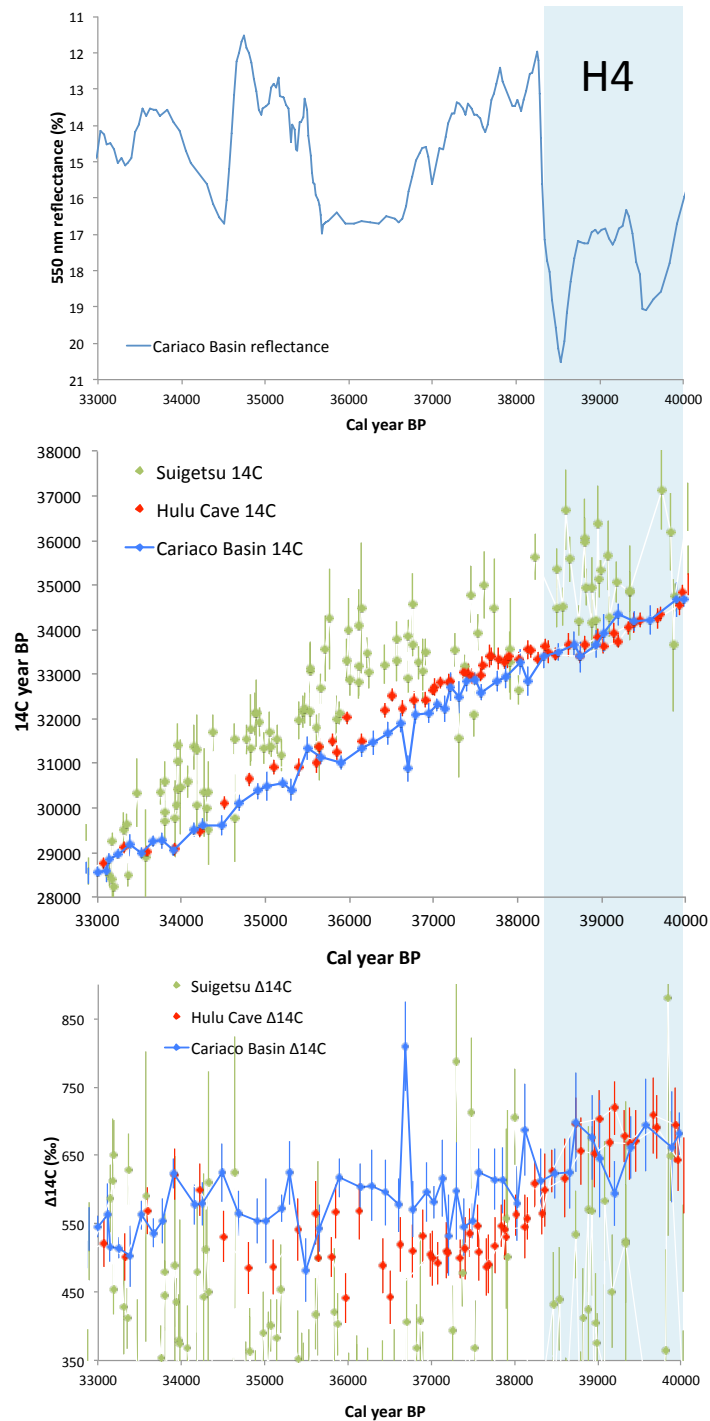 11
12
13
14
15
16
17
18
19
20
21
550 nm reflecctance (%)
H4
Cariaco Basin reflectance
33000 34000 35000 36000 37000 38000 39000 40000
Cal year BP
38000
37000
36000
35000
34000
33000
32000
31000
30000
29000
28000
14C year BP
Suigetsu 14C
Hulu Cave 14C
Cariaco Basin 14C
33000 34000 35000 36000 37000 38000 39000 40000
Cal year BP
850
750
650
550
450
350
Δ14C (‰)
Suigetsu Δ14C
Hulu Cave Δ14C
Cariaco Basin Δ14C
33000 34000 35000 36000 37000 38000 39000 40000
Cal year BP